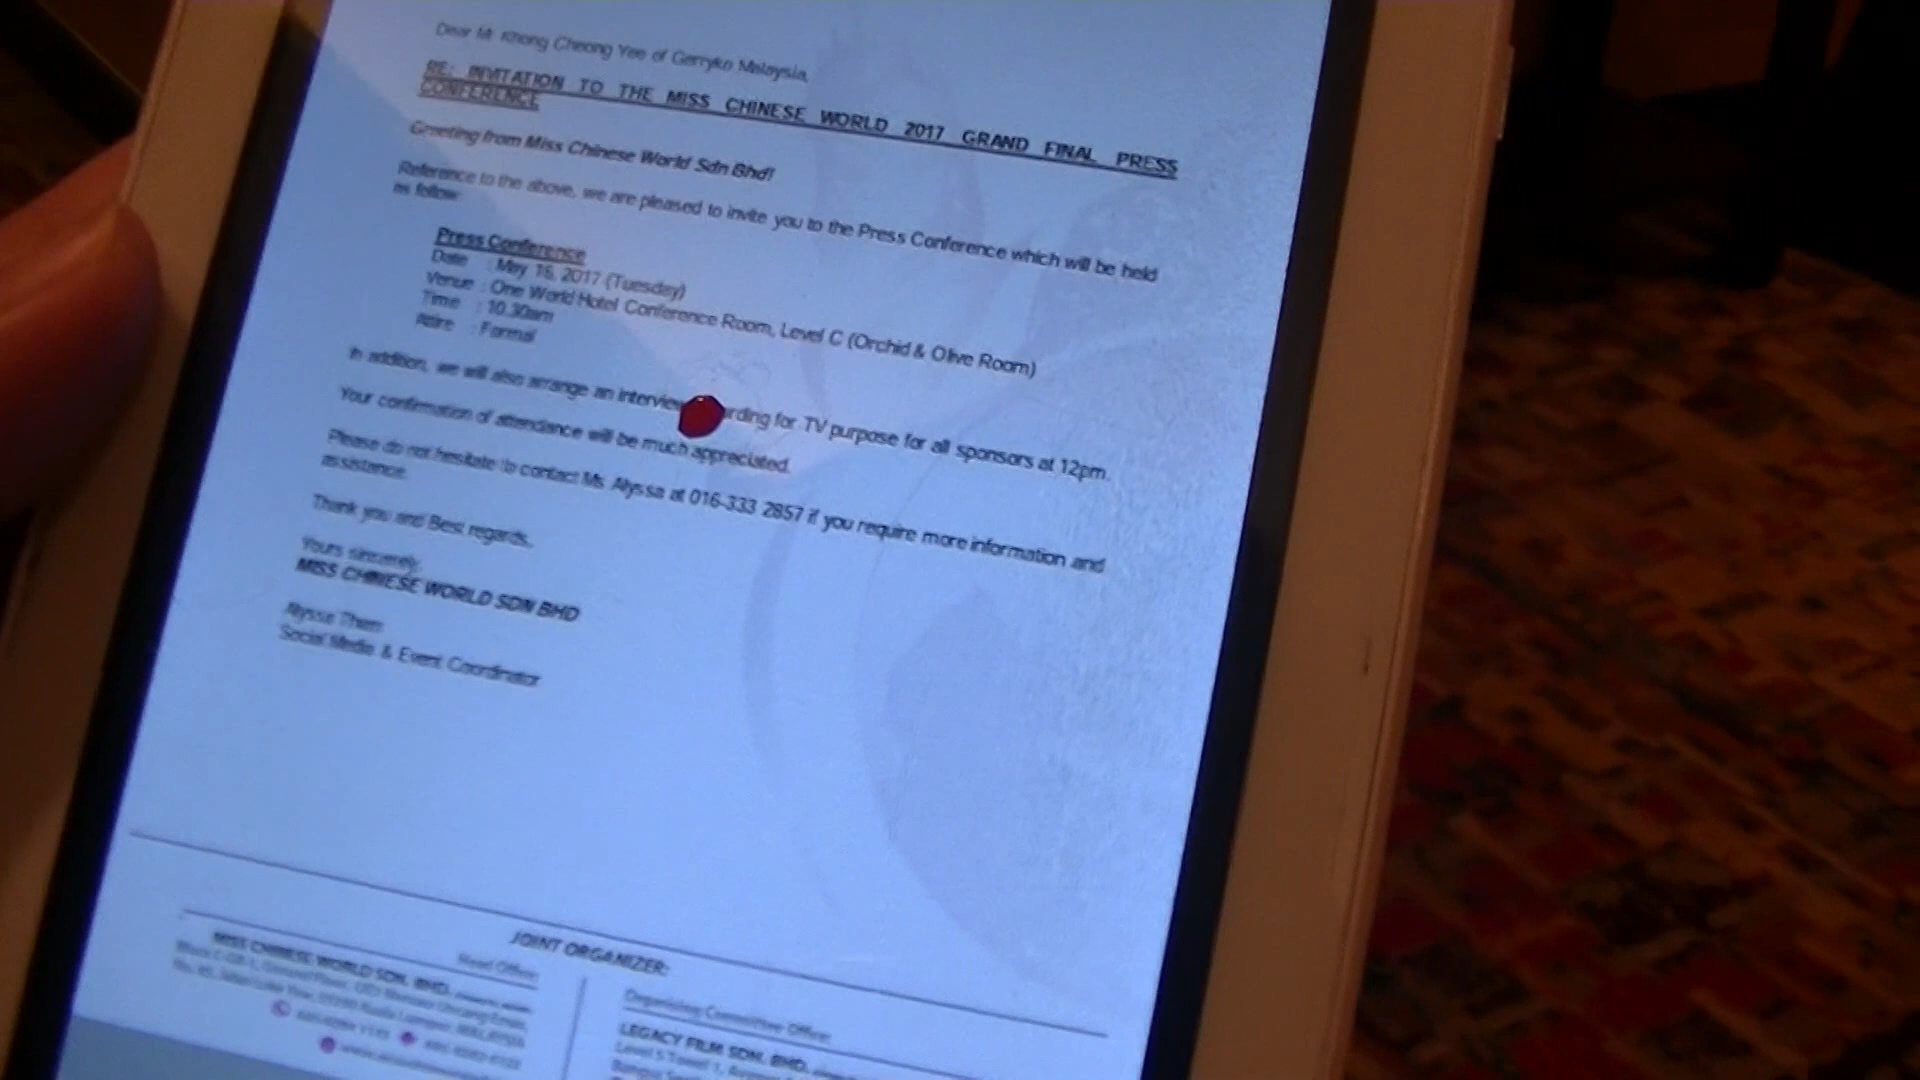 Dear Mr. Khong Cheong Yee of Gerryko Malaysia,
RE: INVITATION TO THE MISS CHINESE WORLD 2017 GRAND FINAL PRESS
CONFERENCE
Greeting from Miss Chinese World Sdn Bhd!
Reference to the above, we are pleased to invite you to the Press Conference which will be held
as follow:
Press Conference
Date : May 16, 2017 (Tuesday)
Venue : One World Hotel Conference Room, Level C (Orchid & Olive Room)
Time : 10.30am
Attire : Formal
In addition, we will also arrange an interview rding for TV purpose for all sponsors at 12pm.
Your confirmation of attendance will be much appreciated.
Please do not hesitate to contact Ms. Alyssa at 016-333 2857 if you require more information and
assistance.
Thank you and Best regards.
Yours sincerely,
MISS CHINESE WORLD SDN BHD
Alyssa Tham
Social Media & Event Coordinator
JOINT ORGANIZER:
Head Office:
MISS CHINESE WORLD SDN. BHD.
Organizing Committee Office:
LEGACY FILM SDN. BHD.